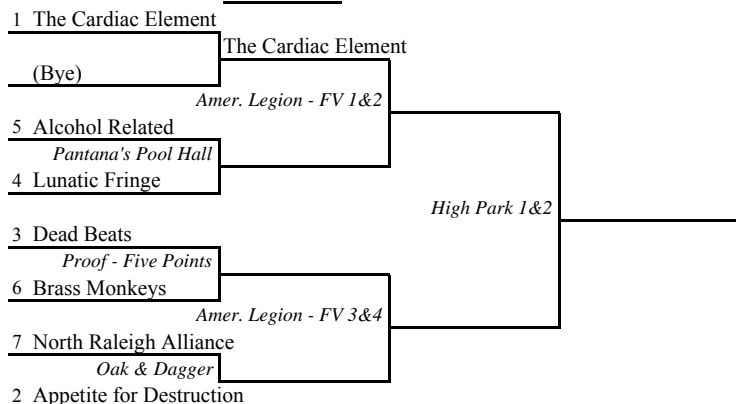 1 The Cardiac Element
The Cardiac Element
(Bye)
Amer. Legion - FV 1&2
5 Alcohol Related
Pantana's Pool Hall
4 Lunatic Fringe
High Park 1&2
3 Dead Beats
Proof - Five Points
6 Brass Monkeys
Amer. Legion - FV 3&4
7 North Raleigh Alliance
Oak & Dagger
2 Appetite for Destruction